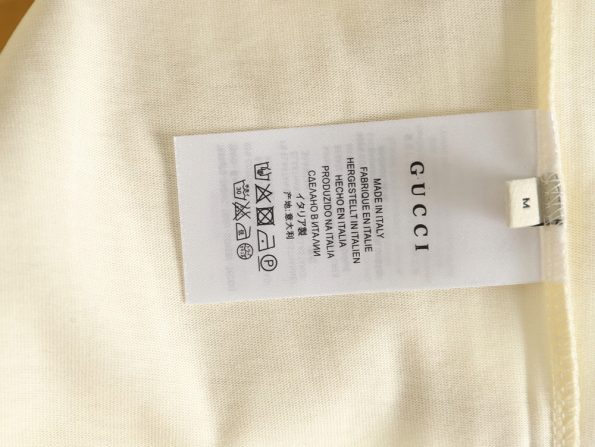 GUCCI
MADE IN ITALY
FABRIQUE EN ITALIE
HERGESTELLT IN ITALIEN
HECHO EN ITALIA
PRODUZIDO NA ITALIA
СДЕЛАНО В ИТАЛИИ
イタリア製
产地:意大利
P
30
M